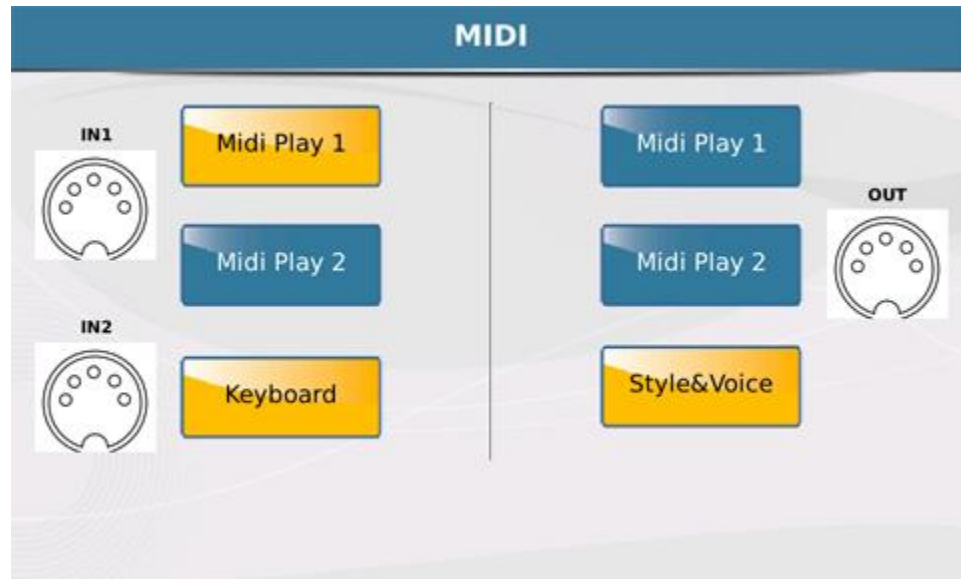 MIDI
IN1
Midi Play 1
Midi Play 2
IN2
Keyboard
Midi Play 1
OUT
Midi Play 2
Style&Voice